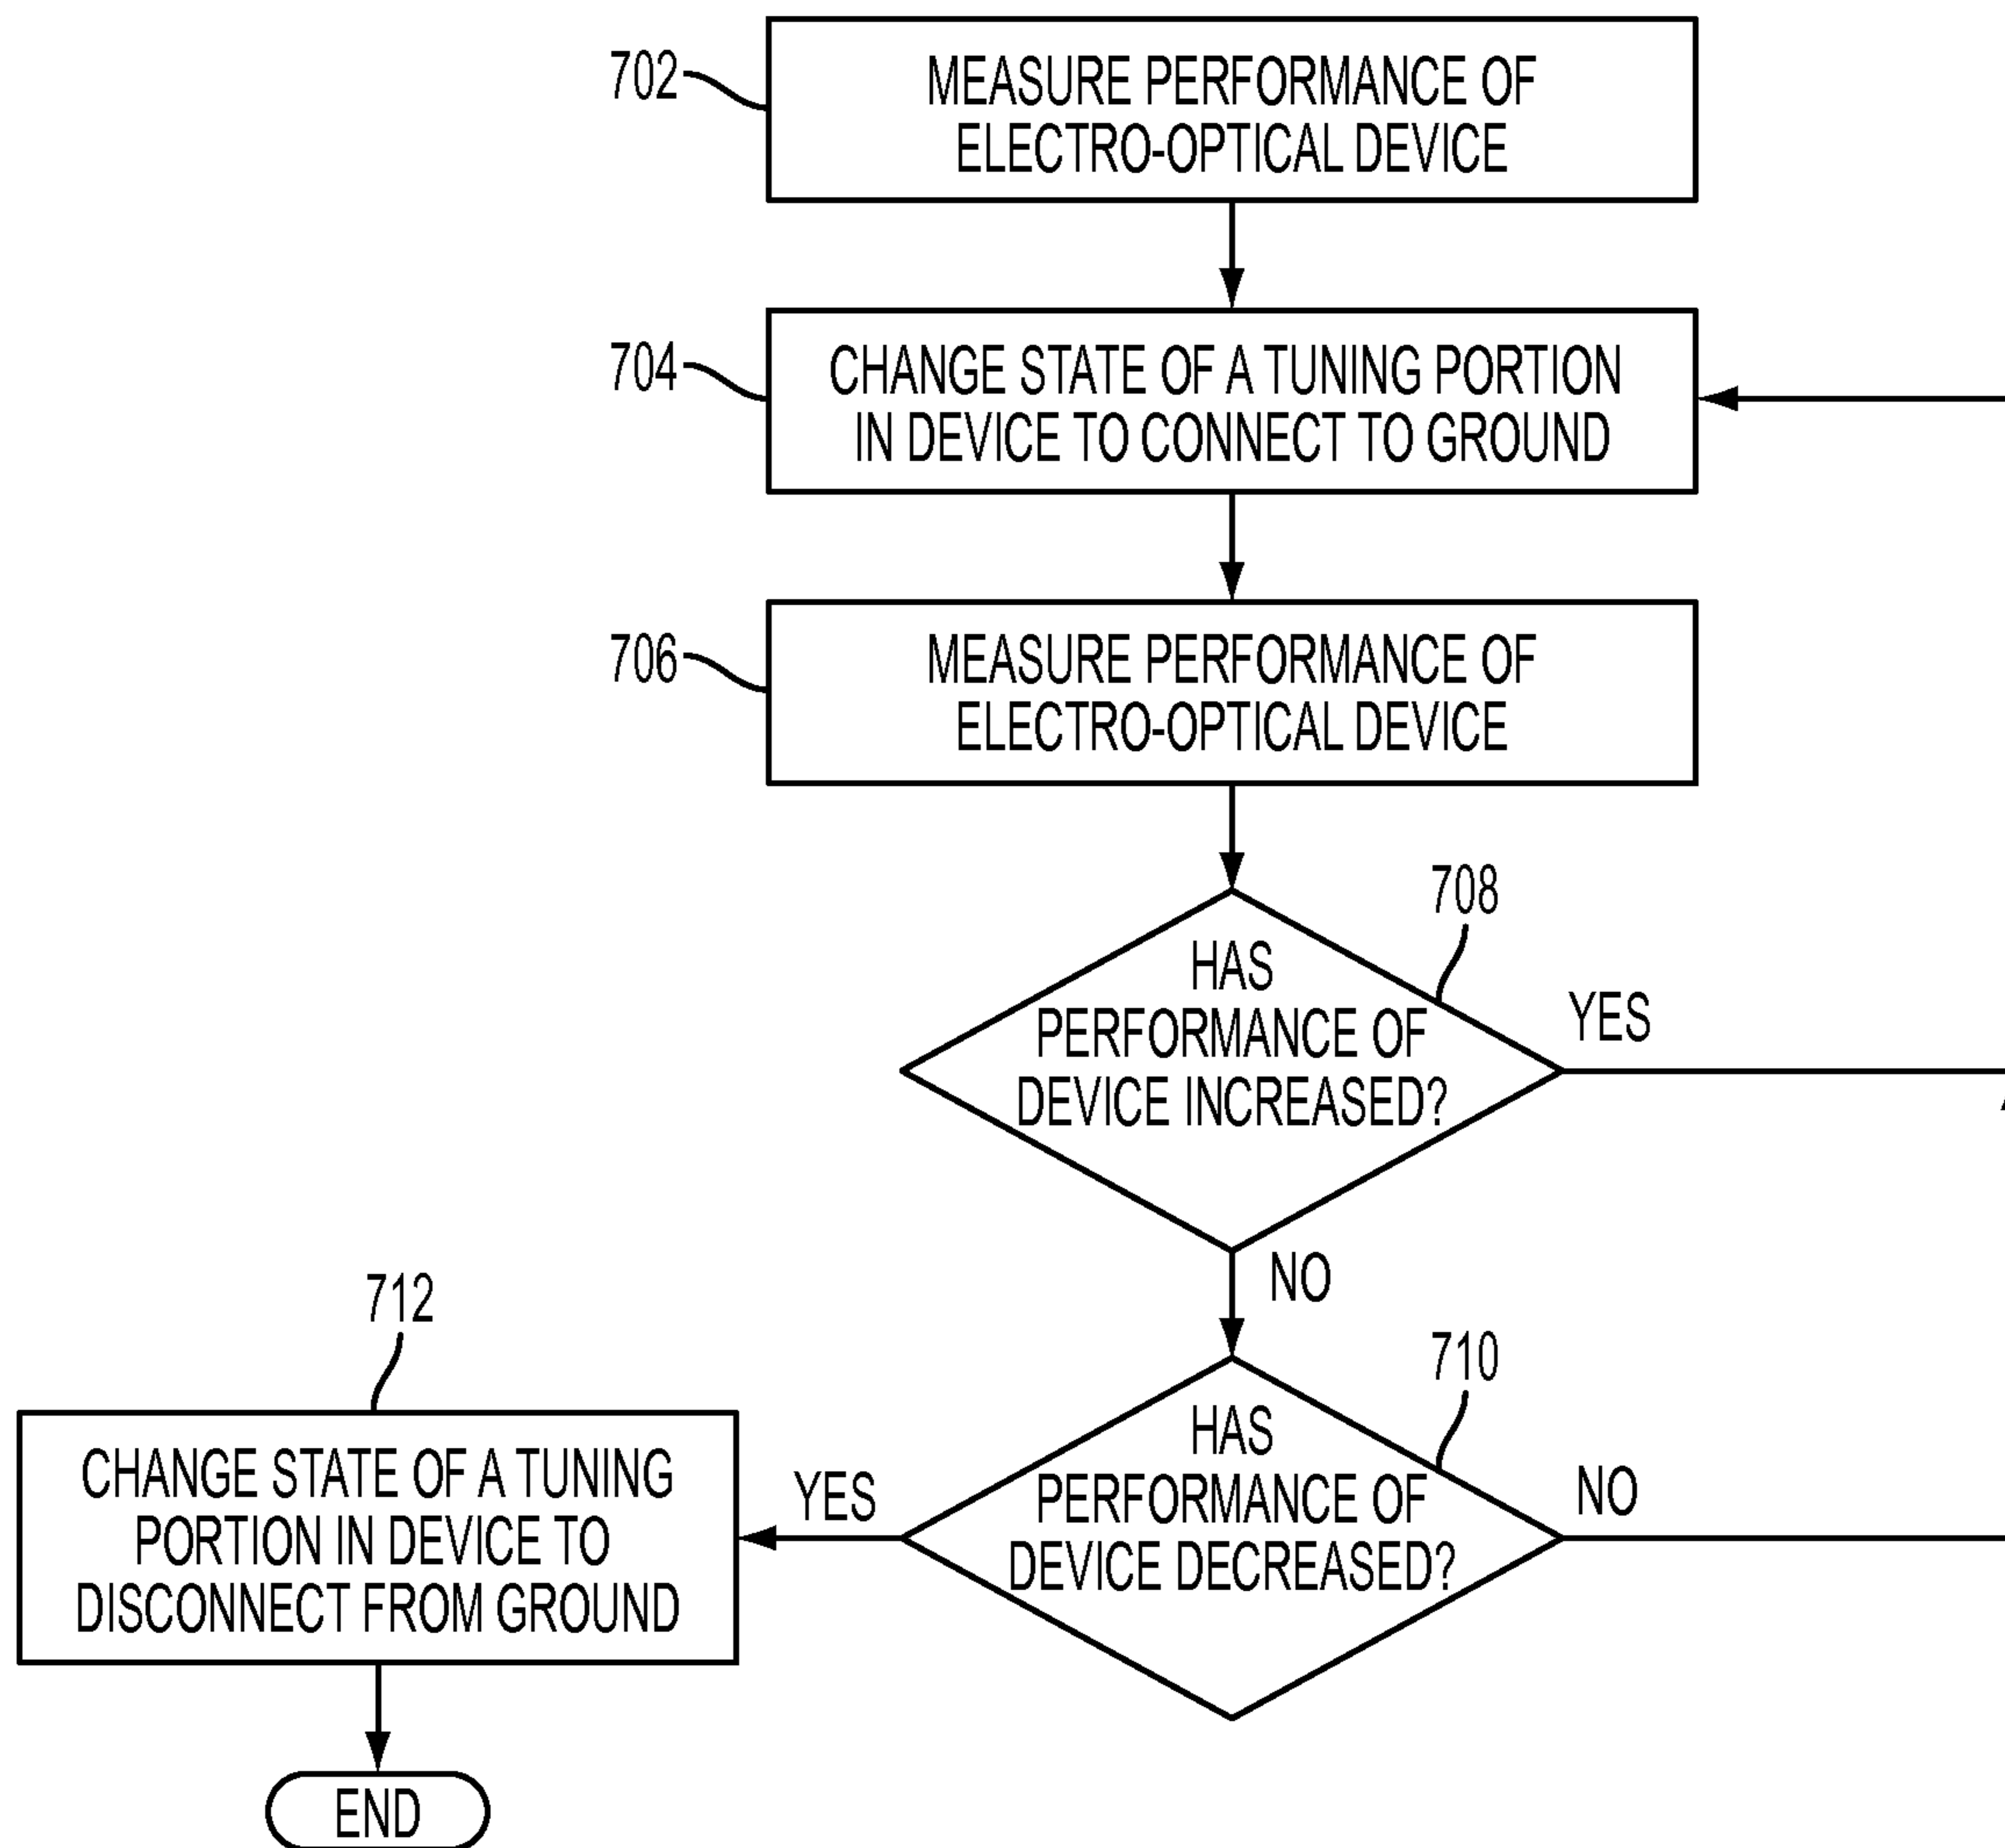 702
MEASURE PERFORMANCE OF
ELECTRO-OPTICAL DEVICE
704
CHANGE STATE OF A TUNING PORTION
IN DEVICE TO CONNECT TO GROUND
706
MEASURE PERFORMANCE OF
ELECTRO-OPTICAL DEVICE
708
HAS
PERFORMANCE OF
DEVICE INCREASED?
YES
NO
710
HAS
PERFORMANCE OF
DEVICE DECREASED?
NO
YES
712
CHANGE STATE OF A TUNING
PORTION IN DEVICE TO
DISCONNECT FROM GROUND
END